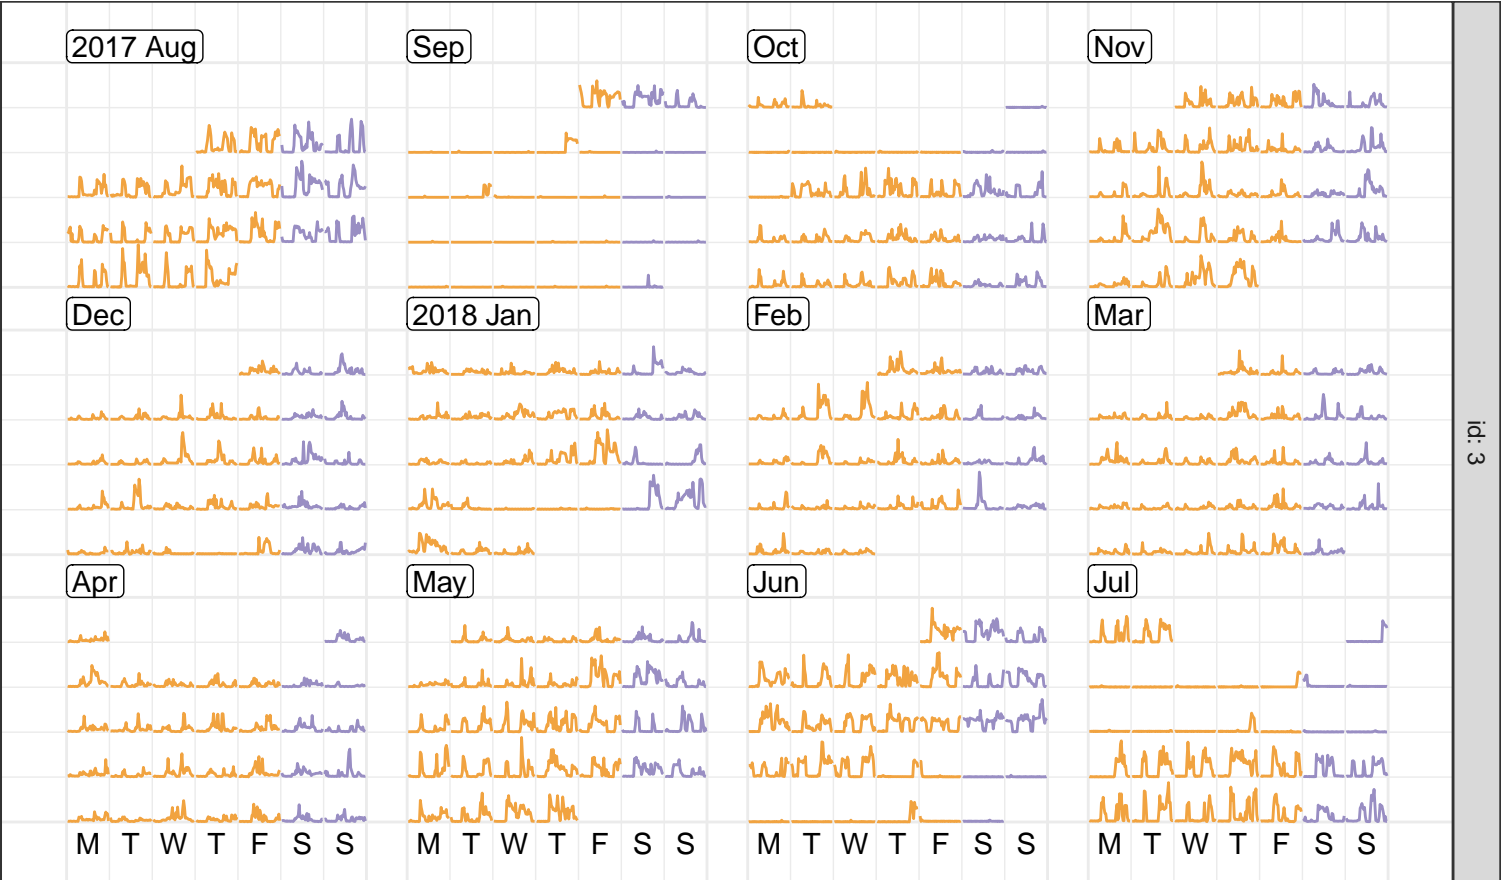 2017 Aug Sep Oct Nov
Dec 2018 Jan Feb Mar
Apr May Jun Jul
M T W T F S S M T W T F S S M T W T F S S M T W T F S S
id: 3